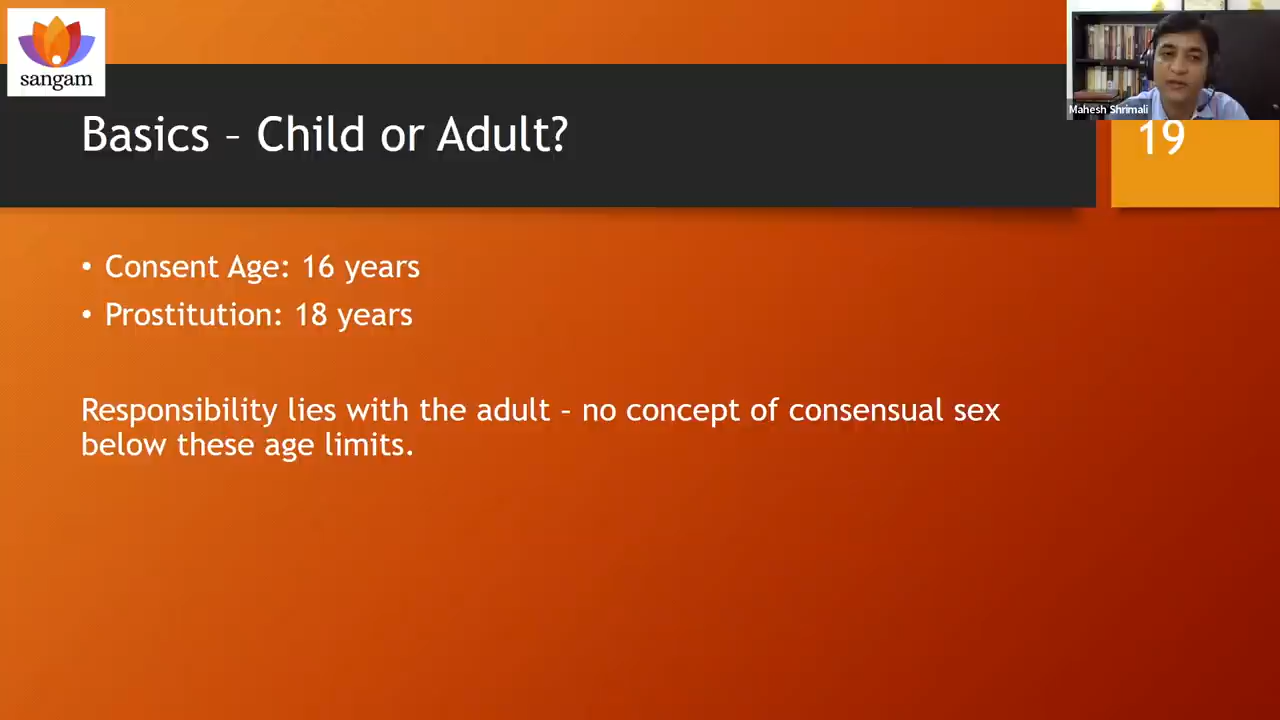 sangam
Mahesh Shrimali
Basics – Child or Adult?
19
• Consent Age: 16 years
• Prostitution: 18 years
Responsibility lies with the adult – no concept of consensual sex
below these age limits.